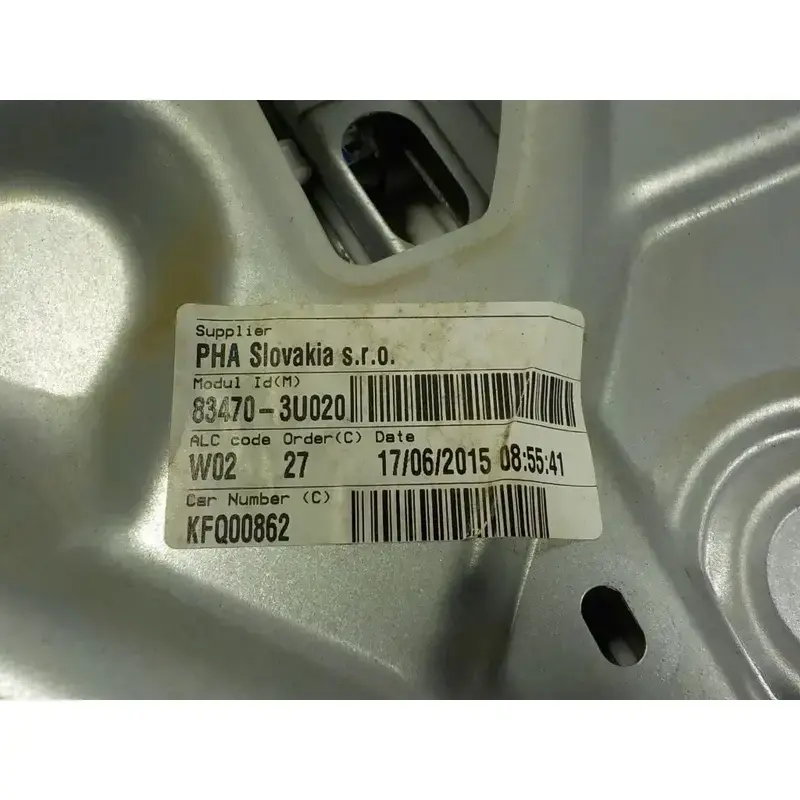 Supplier
PHA Slovakia s.r.o.
Modul Id(M)
83470-3U020
ALC code Order(C) Date
W02 27 17/06/2015 08:55:41
Car Number (C)
KFQ00862